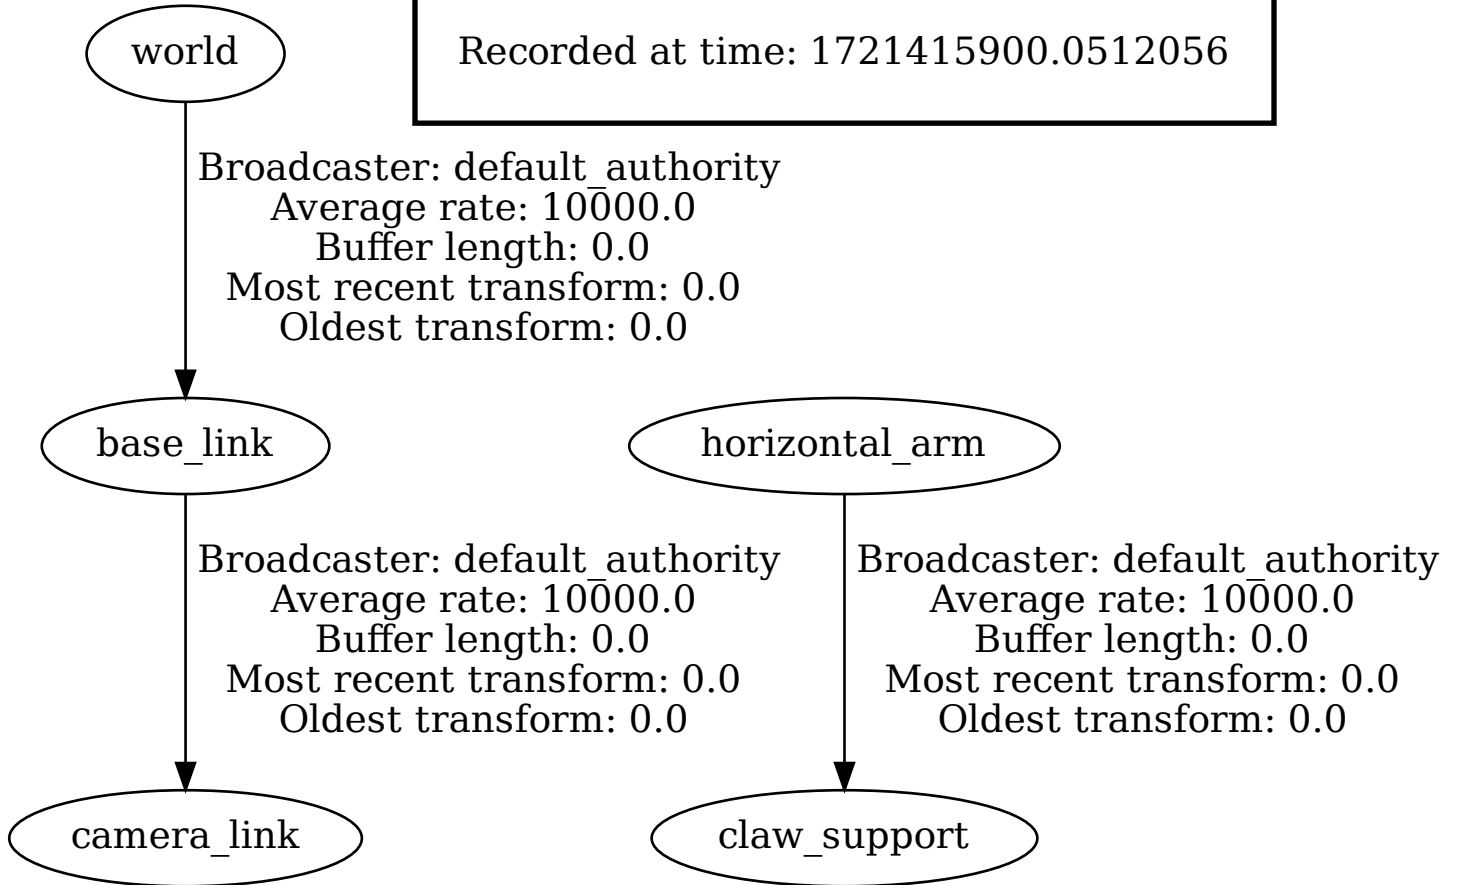 world
Recorded at time: 1721415900.0512056
Broadcaster: default_authority
Average rate: 10000.0
Buffer length: 0.0
Most recent transform: 0.0
Oldest transform: 0.0
base_link
horizontal_arm
Broadcaster: default_authority
Average rate: 10000.0
Buffer length: 0.0
Most recent transform: 0.0
Oldest transform: 0.0
Broadcaster: default_authority
Average rate: 10000.0
Buffer length: 0.0
Most recent transform: 0.0
Oldest transform: 0.0
camera_link
claw_support